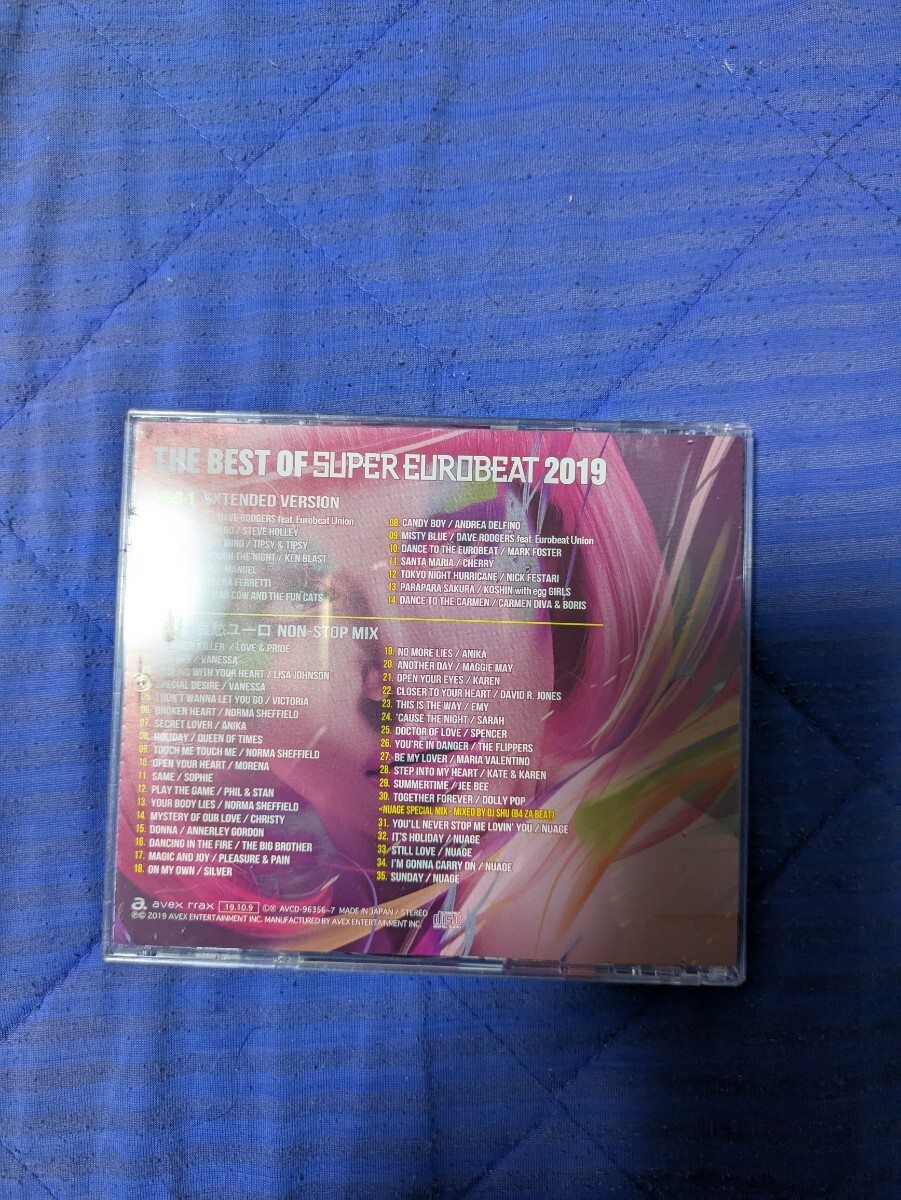 THE BEST OF SUPER EUROBEAT 2019
EXTENDED VERSION
DAVE RODGERS feat. Eurobeat Union
/ STEVE HOLLEY
/ TIPSY & TIPSY
THE NIGHT / KEN BLAST
MANUEL
FERRETTI
COW AND THE FUN CATS
08. CANDY BOY / ANDREA DELFINO
09. MISTY BLUE / DAVE RODGERS feat. Eurobeat Union
10. DANCE TO THE EUROBEAT / MARK FOSTER
11. SANTA MARIA / CHERRY
12. TOKYO NIGHT HURRICANE / NICK FESTARI
13. PARAPARA SAKURA / KOSHIN with egg GIRLS
14. DANCE TO THE CARMEN / CARMEN DIVA & BORIS
哀愁ユーロ NON-STOP MIX
KILLER / LOVE & PRIDE
/ VANESSA
WITH YOUR HEART / LISA JOHNSON
SPECIAL DESIRE / VANESSA
05. I DON'T WANNA LET YOU GO / VICTORIA
06. BROKEN HEART / NORMA SHEFFIELD
07. SECRET LOVER / ANIKA
08. HOLIDAY / QUEEN OF TIMES
09. TOUCH ME TOUCH ME / NORMA SHEFFIELD
10. OPEN YOUR HEART / MORENA
11. SAME / SOPHIE
12. PLAY THE GAME / PHIL & STAN
13. YOUR BODY LIES / NORMA SHEFFIELD
14. MYSTERY OF OUR LOVE / CHRISTY
15. DONNA / ANNERLEY GORDON
16. DANCING IN THE FIRE / THE BIG BROTHER
17. MAGIC AND JOY / PLEASURE & PAIN
18. ON MY OWN / SILVER
19. NO MORE LIES / ANIKA
20. ANOTHER DAY / MAGGIE MAY
21. OPEN YOUR EYES / KAREN
22. CLOSER TO YOUR HEART / DAVID R. JONES
23. THIS IS THE WAY / EMY
24. 'CAUSE THE NIGHT / SARAH
25. DOCTOR OF LOVE / SPENCER
26. YOU'RE IN DANGER / THE FLIPPERS
27. BE MY LOVER / MARIA VALENTINO
28. STEP INTO MY HEART / KATE & KAREN
29. SUMMERTIME / JEE BEE
30. TOGETHER FOREVER / DOLLY POP
<NUAGE SPECIAL MIX - MIXED BY DJ SHU (B4 ZA BEAT)
31. YOU'LL NEVER STOP ME LOVIN' YOU / NUAGE
32. IT'S HOLIDAY / NUAGE
33. STILL LOVE / NUAGE
34. I'M GONNA CARRY ON / NUAGE
35. SUNDAY / NUAGE
a. avex trax 19.10.9 AVCD-96356~7 MADE IN JAPAN / STEREO
℗© 2019 AVEX ENTERTAINMENT INC. MANUFACTURED BY AVEX ENTERTAINMENT INC.